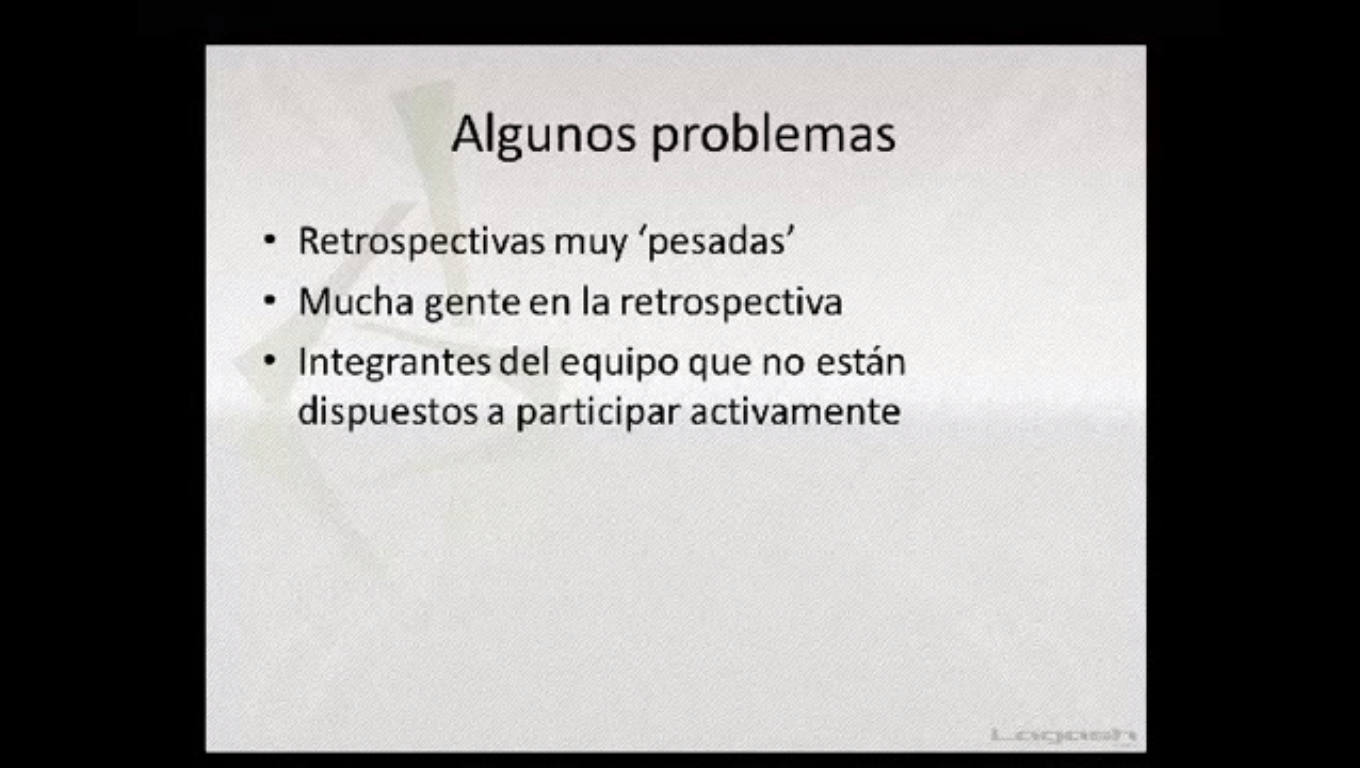 Algunos problemas
• Retrospectivas muy ‘pesadas’
• Mucha gente en la retrospectiva
• Integrantes del equipo que no están
dispuestos a participar activamente
Lagash